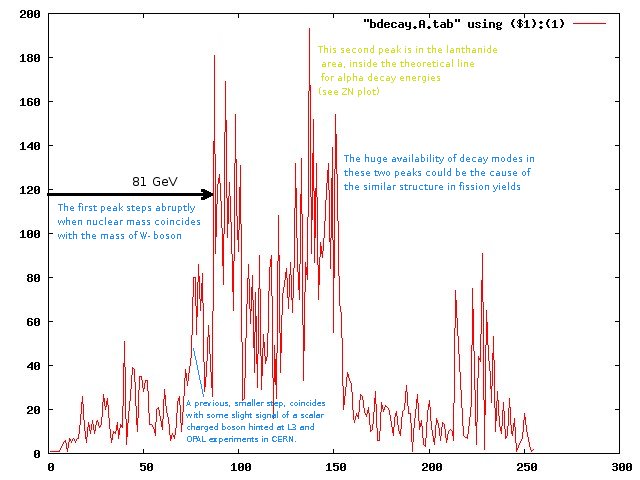 200
"bdecay.A.tab" using ($1):(1)
This second peak is in the lanthanide
area, inside the theoretical line
for alpha decay energies
(see ZN plot)
180
160
140
The huge availability of decay modes in
these two peaks could be the cause of
the similar structure in fission yields
81 GeV
120
The first peak steps abruptly
when nuclear mass coincides
with the mass of W- boson
100
80
60
40
A previous, smaller step, coincides
with some slight signal of a scalar
charged boson hinted at L3 and
OPAL experiments in CERN.
20
0
0 50 100 150 200 250 300